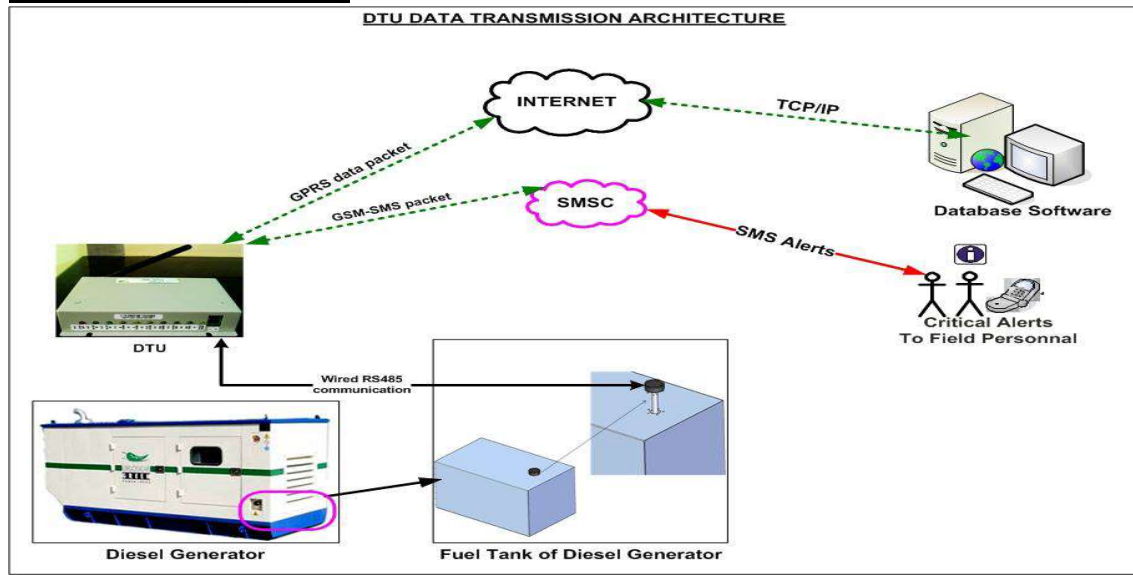 DTU DATA TRANSMISSION ARCHITECTURE
INTERNET
TCP/IP
GPRS data packet
GSM-SMS packet
SMSC
Database Software
SMS Alerts
Critical Alerts
To Field Personnal
DTU
Wired RS485
communication
Diesel Generator
Fuel Tank of Diesel Generator